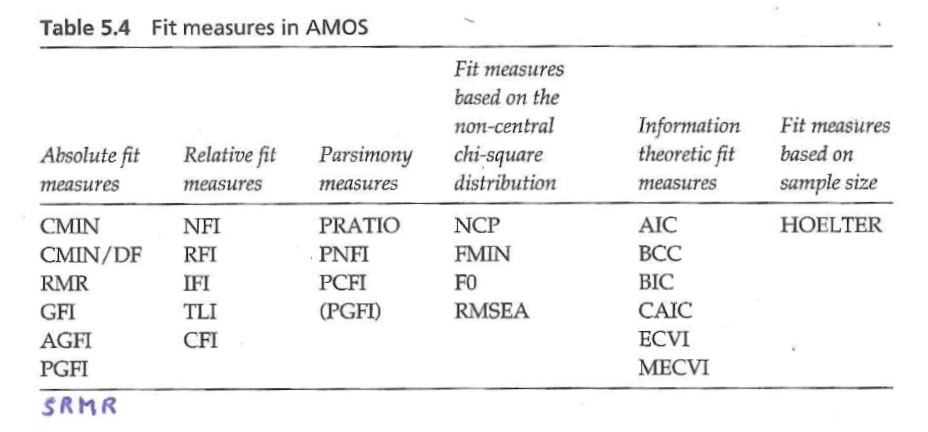 Table 5.4 Fit measures in AMOS
Fit measures
based on the
non-central
Information Fit measures
Absolute fit Relative fit Parsimony chi-square theoretic fit based on
measures measures measures distribution measures sample size
CMIN NFI PRATIO NCP AIC HOELTER
CMIN/DF RFI PNFI FMIN BCC
RMR IFI PCFI F0 BIC
GFI TLI (PGFI) RMSEA CAIC
AGFI CFI ECVI
PGFI MECVI
SRMR